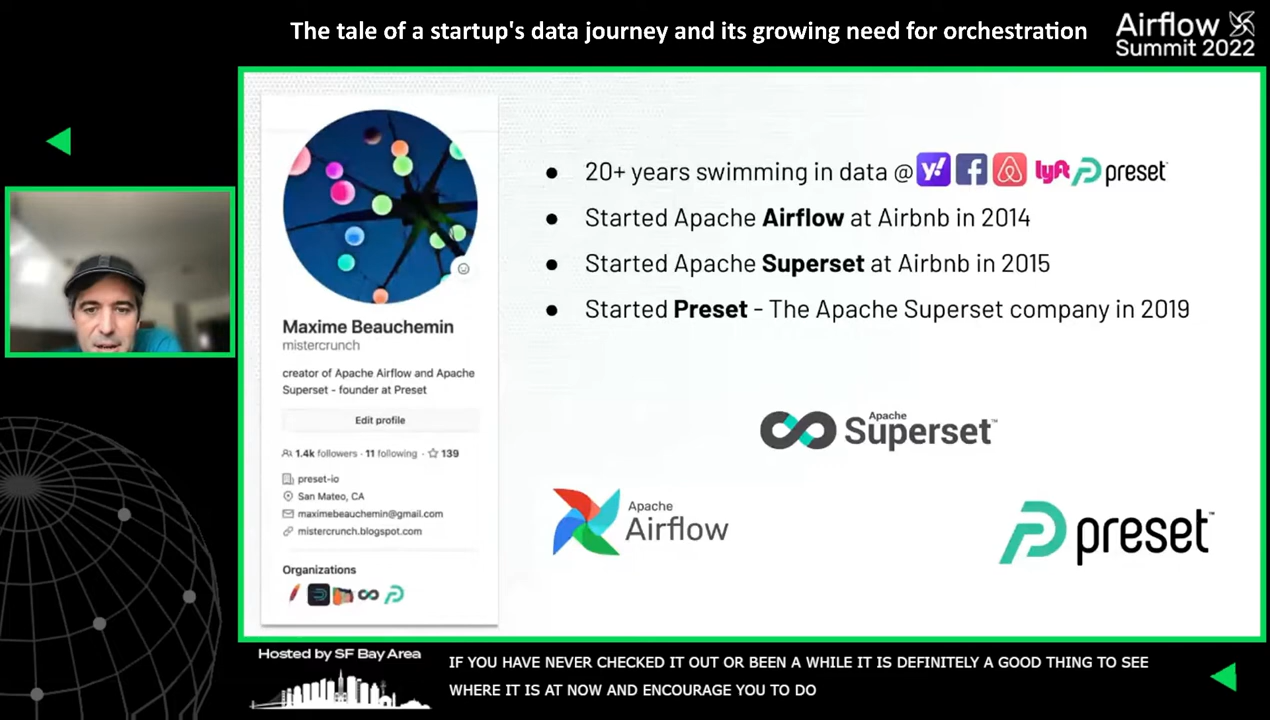 The tale of a startup's data journey and its growing need for orchestration
Airflow
Summit 2022
● 20+ years swimming in data @ y! f lyft preset
● Started Apache Airflow at Airbnb in 2014
● Started Apache Superset at Airbnb in 2015
● Started Preset - The Apache Superset company in 2019
Maxime Beauchemin
mistercrunch
creator of Apache Airflow and Apache
Superset - founder at Preset
Edit profile
1.4k followers · 11 following · 139
preset-io
San Mateo, CA
maximebeauchemin@gmail.com
mistercrunch.blogspot.com
Organizations
Apache
Superset™
Apache
Airflow
preset™
Hosted by SF Bay Area
IF YOU HAVE NEVER CHECKED IT OUT OR BEEN A WHILE IT IS DEFINITELY A GOOD THING TO SEE
WHERE IT IS AT NOW AND ENCOURAGE YOU TO DO